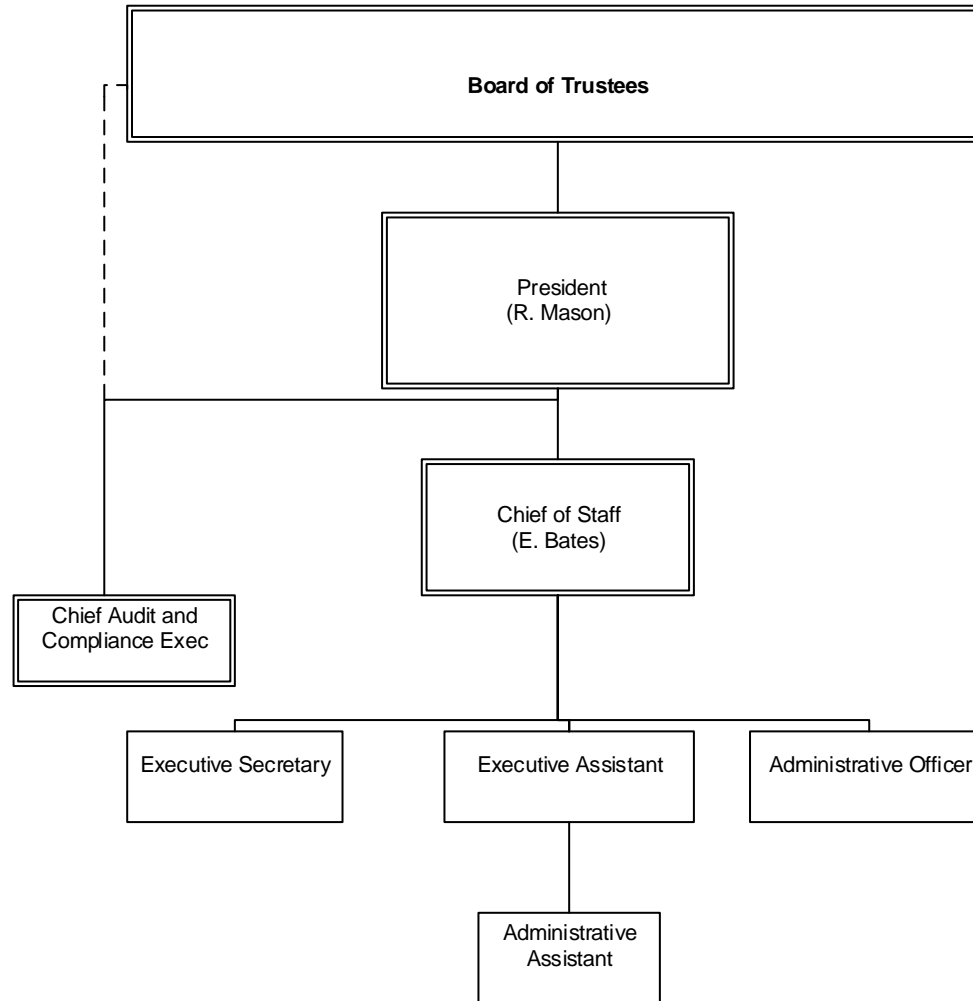 Board of Trustees
President
(R. Mason)
Chief of Staff
(E. Bates)
Chief Audit and
Compliance Exec
Executive Secretary
Executive Assistant
Administrative Officer
Administrative
Assistant